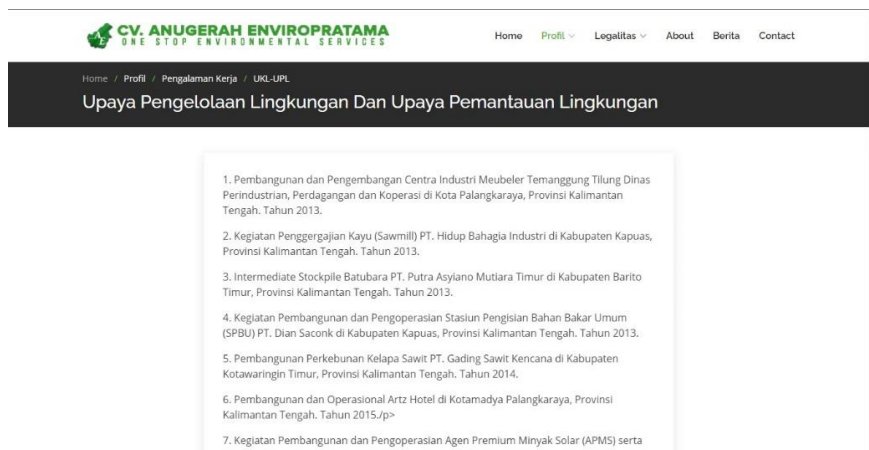 CV. ANUGERAH ENVIROPRATAMA
ONE STOP ENVIRONMENTAL SERVICES
Home Profil Legalitas About Berita Contact
Home / Profil / Pengalaman Kerja / UKL-UPL
Upaya Pengelolaan Lingkungan Dan Upaya Pemantauan Lingkungan
1. Pembangunan dan Pengembangan Centra Industri Meubeler Temanggung Tilung Dinas
Perindustrian, Perdagangan dan Koperasi di Kota Palangkaraya, Provinsi Kalimantan
Tengah. Tahun 2013.
2. Kegiatan Penggergajian Kayu (Sawmill) PT. Hidup Bahagia Industri di Kabupaten Kapuas,
Provinsi Kalimantan Tengah. Tahun 2013.
3. Intermediate Stockpile Batubara PT. Putra Asyiano Mutiara Timur di Kabupaten Barito
Timur, Provinsi Kalimantan Tengah. Tahun 2013.
4. Kegiatan Pembangunan dan Pengoperasian Stasiun Pengisian Bahan Bakar Umum
(SPBU) PT. Dian Saconk di Kabupaten Kapuas, Provinsi Kalimantan Tengah. Tahun 2013.
5. Pembangunan Perkebunan Kelapa Sawit PT. Gading Sawit Kencana di Kabupaten
Kotawaringin Timur, Provinsi Kalimantan Tengah. Tahun 2014.
6. Pembangunan dan Operasional Artz Hotel di Kotamadya Palangkaraya, Provinsi
Kalimantan Tengah. Tahun 2015./p>
7. Kegiatan Pembangunan dan Pengoperasian Agen Premium Minyak Solar (APMS) serta